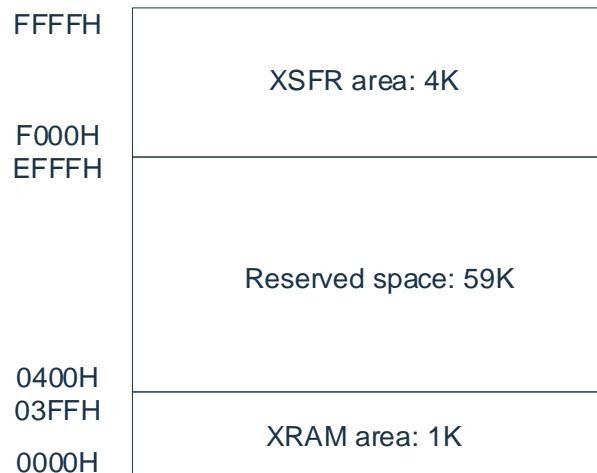 FFFFH
XSFR area: 4K
F000H
EFFFH
Reserved space: 59K
0400H
03FFH
XRAM area: 1K
0000H